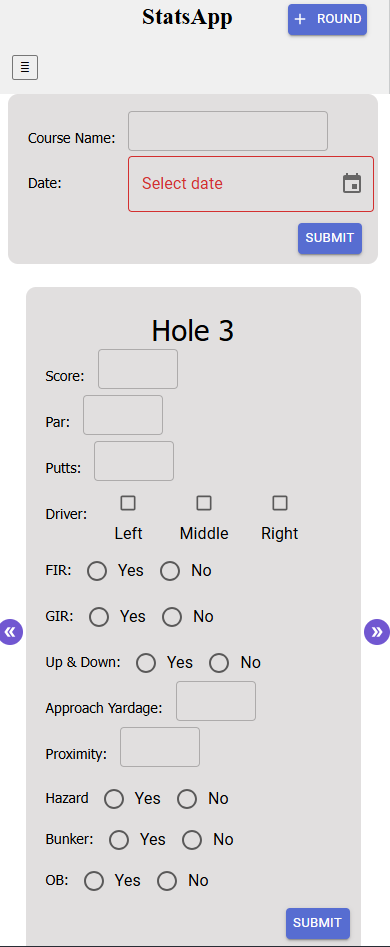 StatsApp
+ ROUND
Course Name:
Date: Select date
SUBMIT
Hole 3
Score:
Par:
Putts:
Driver:
Left Middle Right
FIR: Yes No
GIR: Yes No
« »
Up & Down: Yes No
Approach Yardage:
Proximity:
Hazard Yes No
Bunker: Yes No
OB: Yes No
SUBMIT